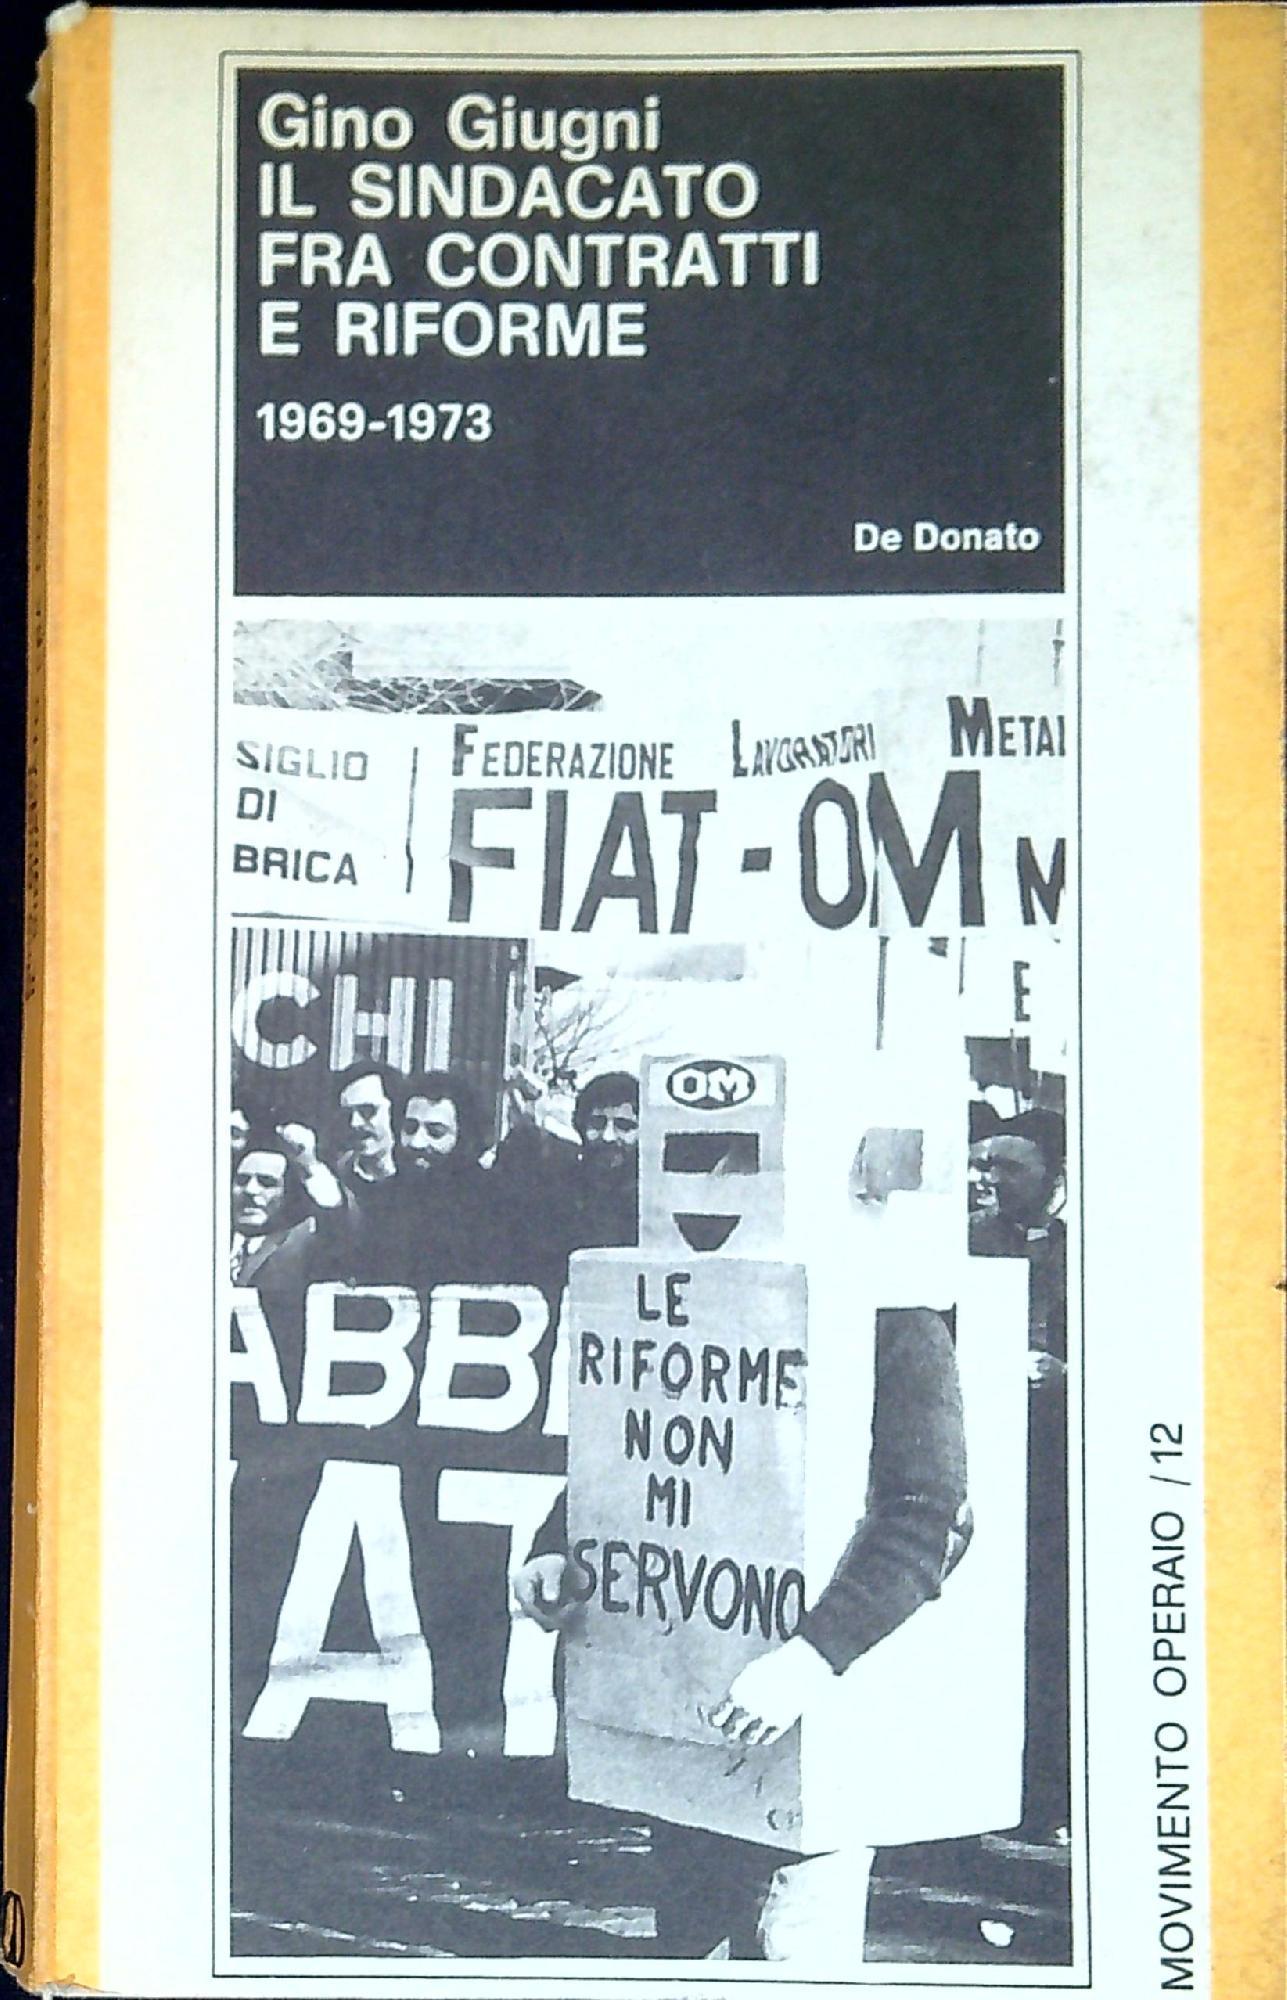 Gino Giugni
IL SINDACATO
FRA CONTRATTI
E RIFORME
1969-1973
De Donato
SIGLIO
DI
BRICA
FEDERAZIONE LAVORATORI METAL
FIAT-OM
M
E
CHI
OM
ABB
AT
LE
RIFORME
NON
MI
SERVONO
MOVIMENTO OPERAIO /12